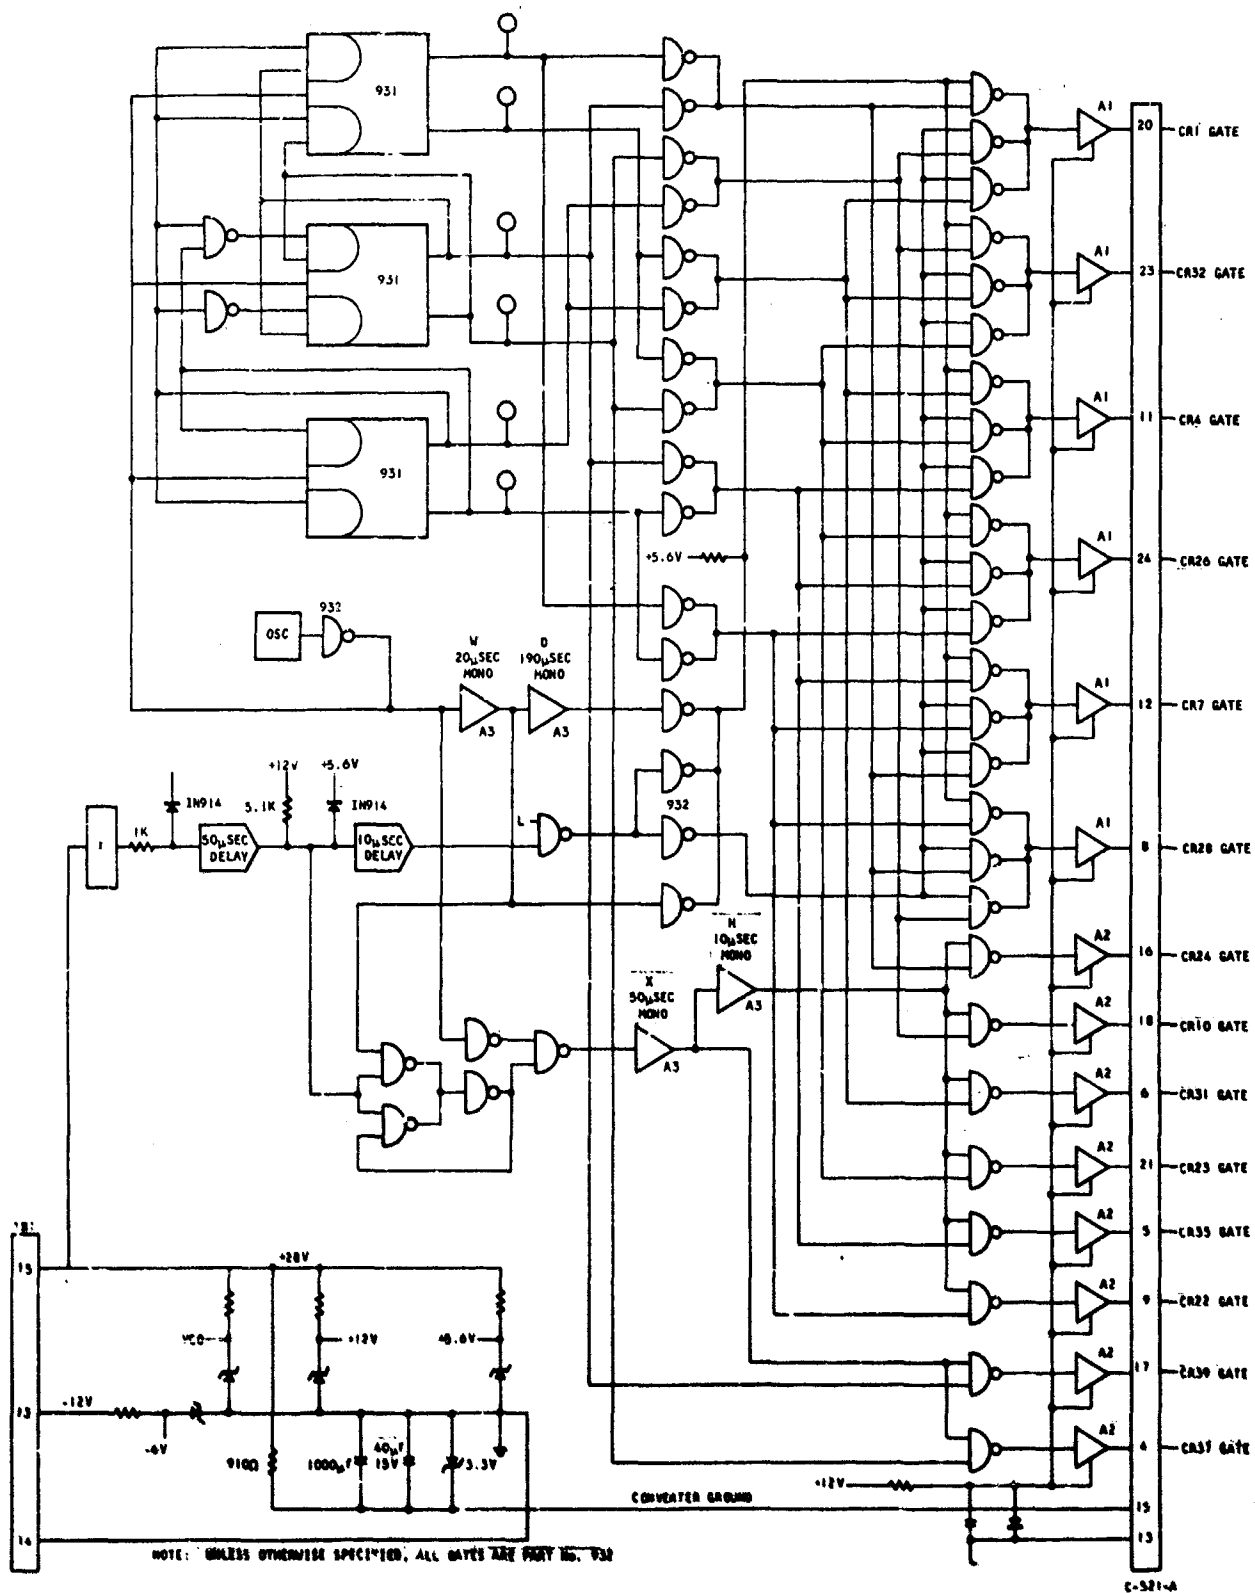 931
931
931
A1
20
CR1 GATE
A1
23
CR32 GATE
A1
11
CR4 GATE
A1
24
CR26 GATE
A1
12
CR7 GATE
A1
8
CR28 GATE
A2
16
CR24 GATE
A2
18
CR10 GATE
A2
6
CR31 GATE
A2
21
CR23 GATE
A2
5
CR35 GATE
A2
9
CR22 GATE
A2
17
CR39 GATE
A2
4
CR37 GATE
15
13
+5.6V
OSC
932
W
20μSEC
MONO
A3
D
190μSEC
MONO
A3
1K
IN914
50μSEC
DELAY
+12V
5.1K
+5.6V
IN914
10μSEC
DELAY
L
932
H
10μSEC
MONO
A3
X
50μSEC
MONO
A3
15
+28V
+12V
+5.6V
13
-12V
-6V
910Ω
1000μf
40μf
15V
3.3V
14
+12V
CONVERTER GROUND
NOTE: UNLESS OTHERWISE SPECIFIED, ALL GATES ARE PART No. 932
C-521-A